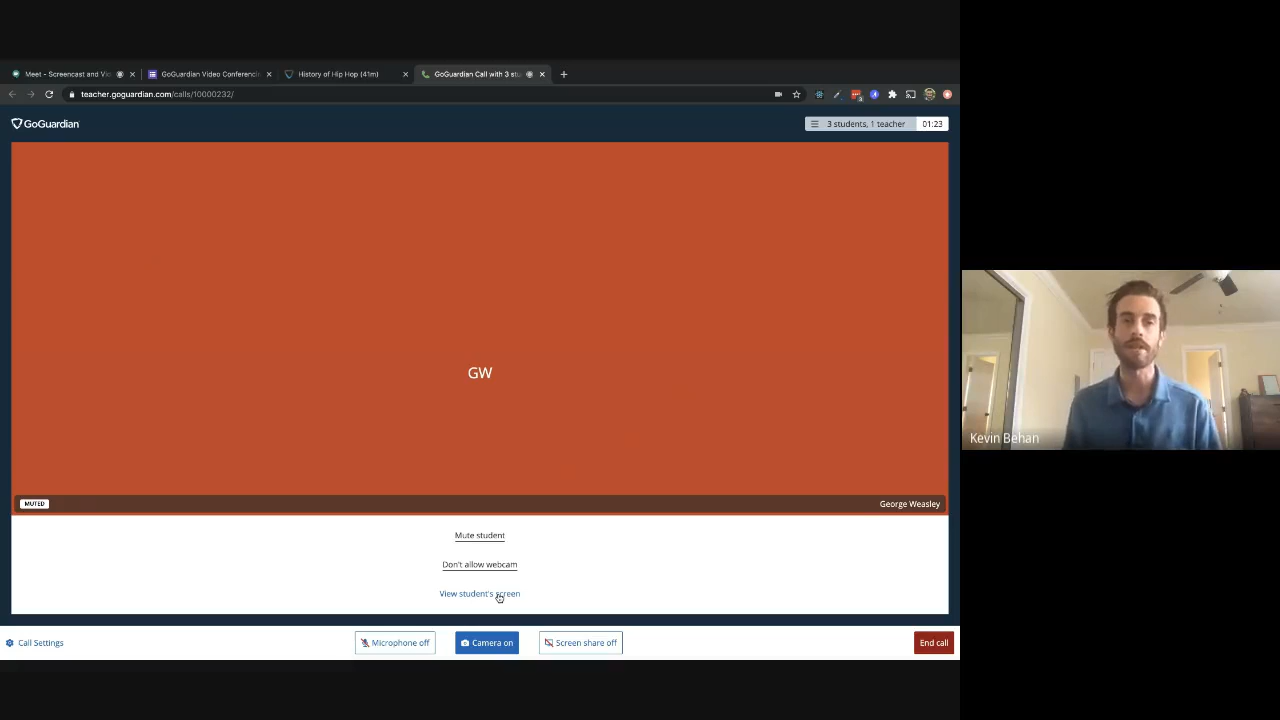 Meet - Screencast and Vi
GoGuardian Video Conferenci
History of Hip Hop (41m)
GoGuardian Call with 3 stu
teacher.goguardian.com/calls/10000232/
GoGuardian
3 students, 1 teacher 01:23
GW
MUTED George Weasley
Mute student
Don't allow webcam
View student's screen
Call Settings Microphone off Camera on Screen share off End call
Kevin Behan